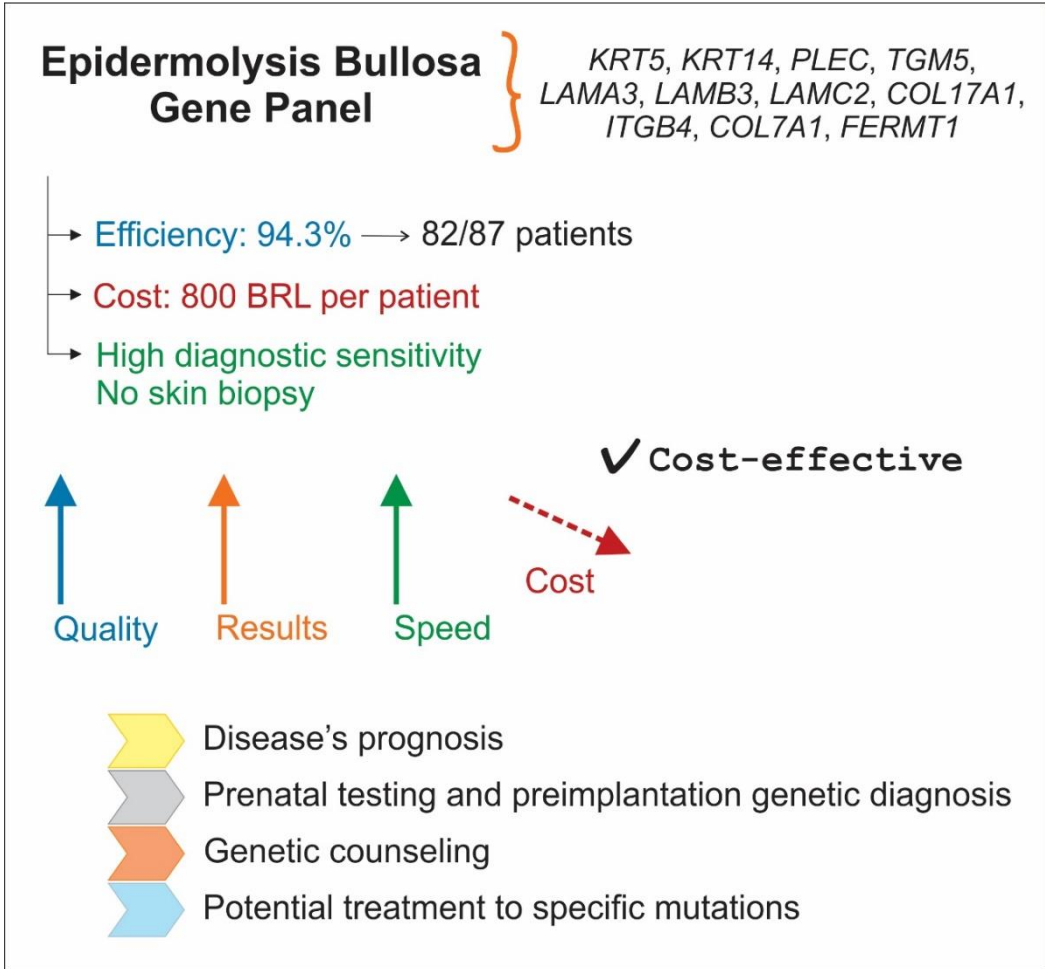 Epidermolysis Bullosa
Gene Panel
KRT5, KRT14, PLEC, TGM5,
LAMA3, LAMB3, LAMC2, COL17A1,
ITGB4, COL7A1, FERMT1
Efficiency: 94.3% → 82/87 patients
Cost: 800 BRL per patient
High diagnostic sensitivity
No skin biopsy
✔ Cost-effective
Cost
Quality
Results
Speed
Disease’s prognosis
Prenatal testing and preimplantation genetic diagnosis
Genetic counseling
Potential treatment to specific mutations